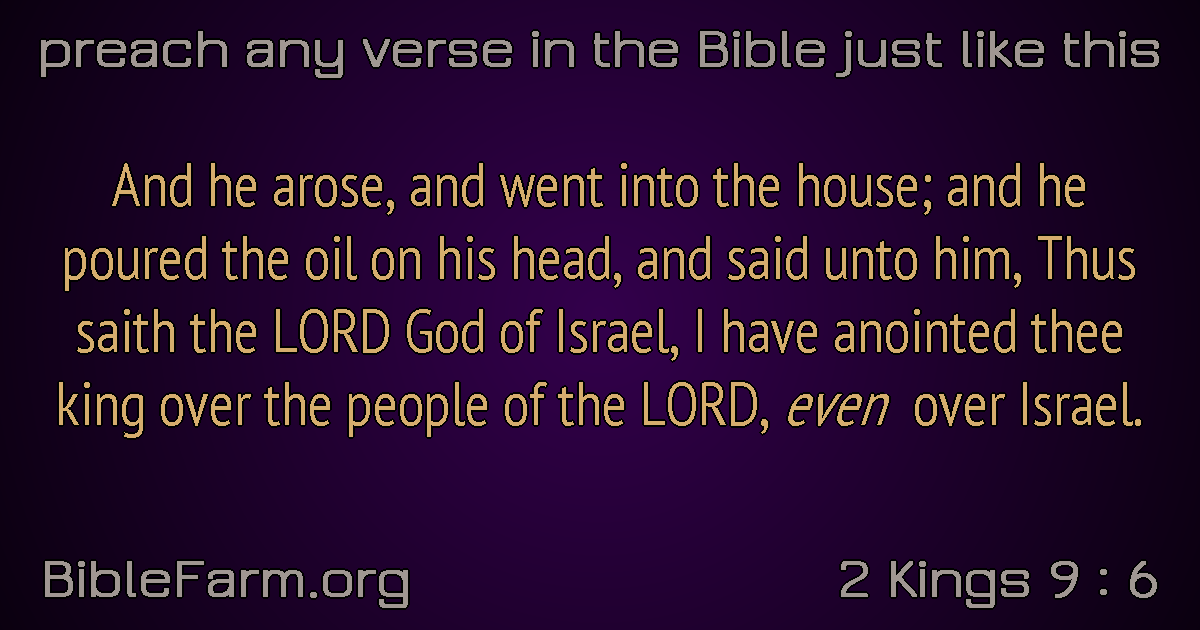 preach any verse in the Bible just like this
And he arose, and went into the house; and he
poured the oil on his head, and said unto him, Thus
saith the LORD God of Israel, I have anointed thee
king over the people of the LORD, even over Israel.
BibleFarm.org
2 Kings 9 : 6